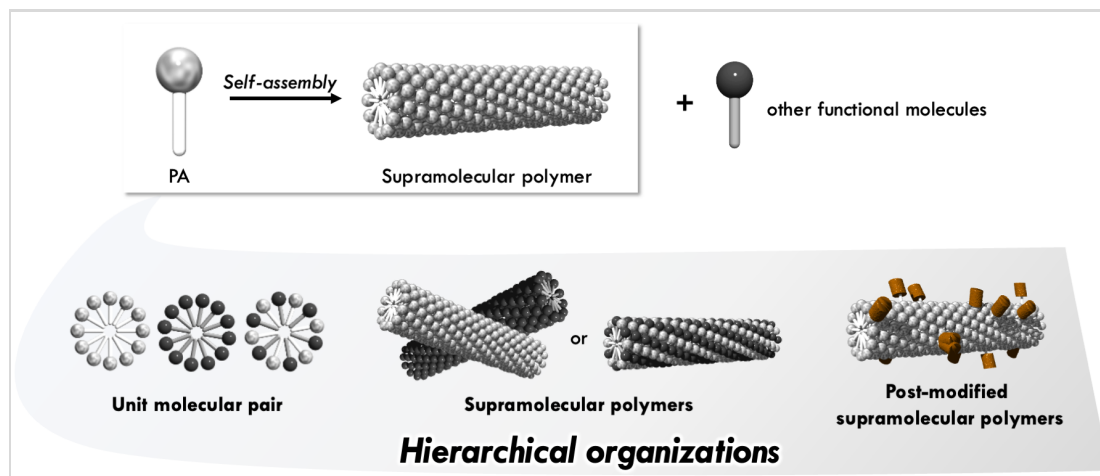 Self-assembly
+
other functional molecules
PA
Supramolecular polymer
or
Unit molecular pair
Supramolecular polymers
Post-modified
supramolecular polymers
Hierarchical organizations